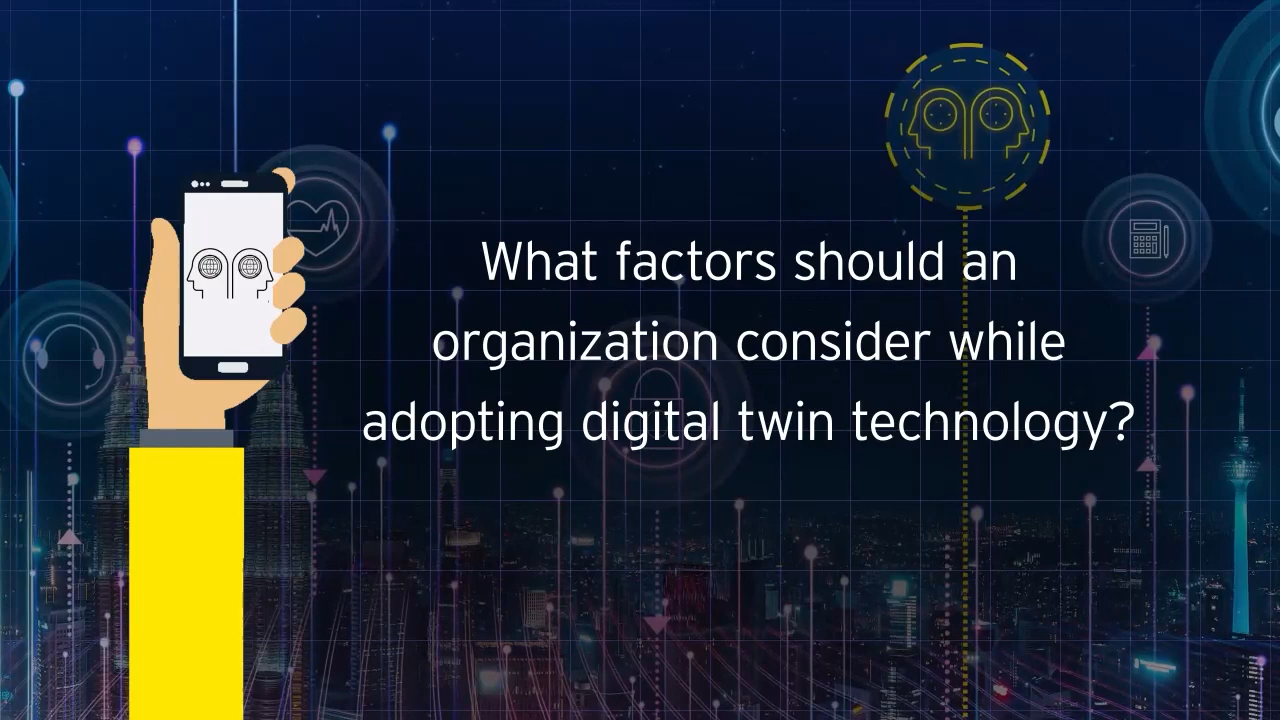 What factors should an
organization consider while
adopting digital twin technology?